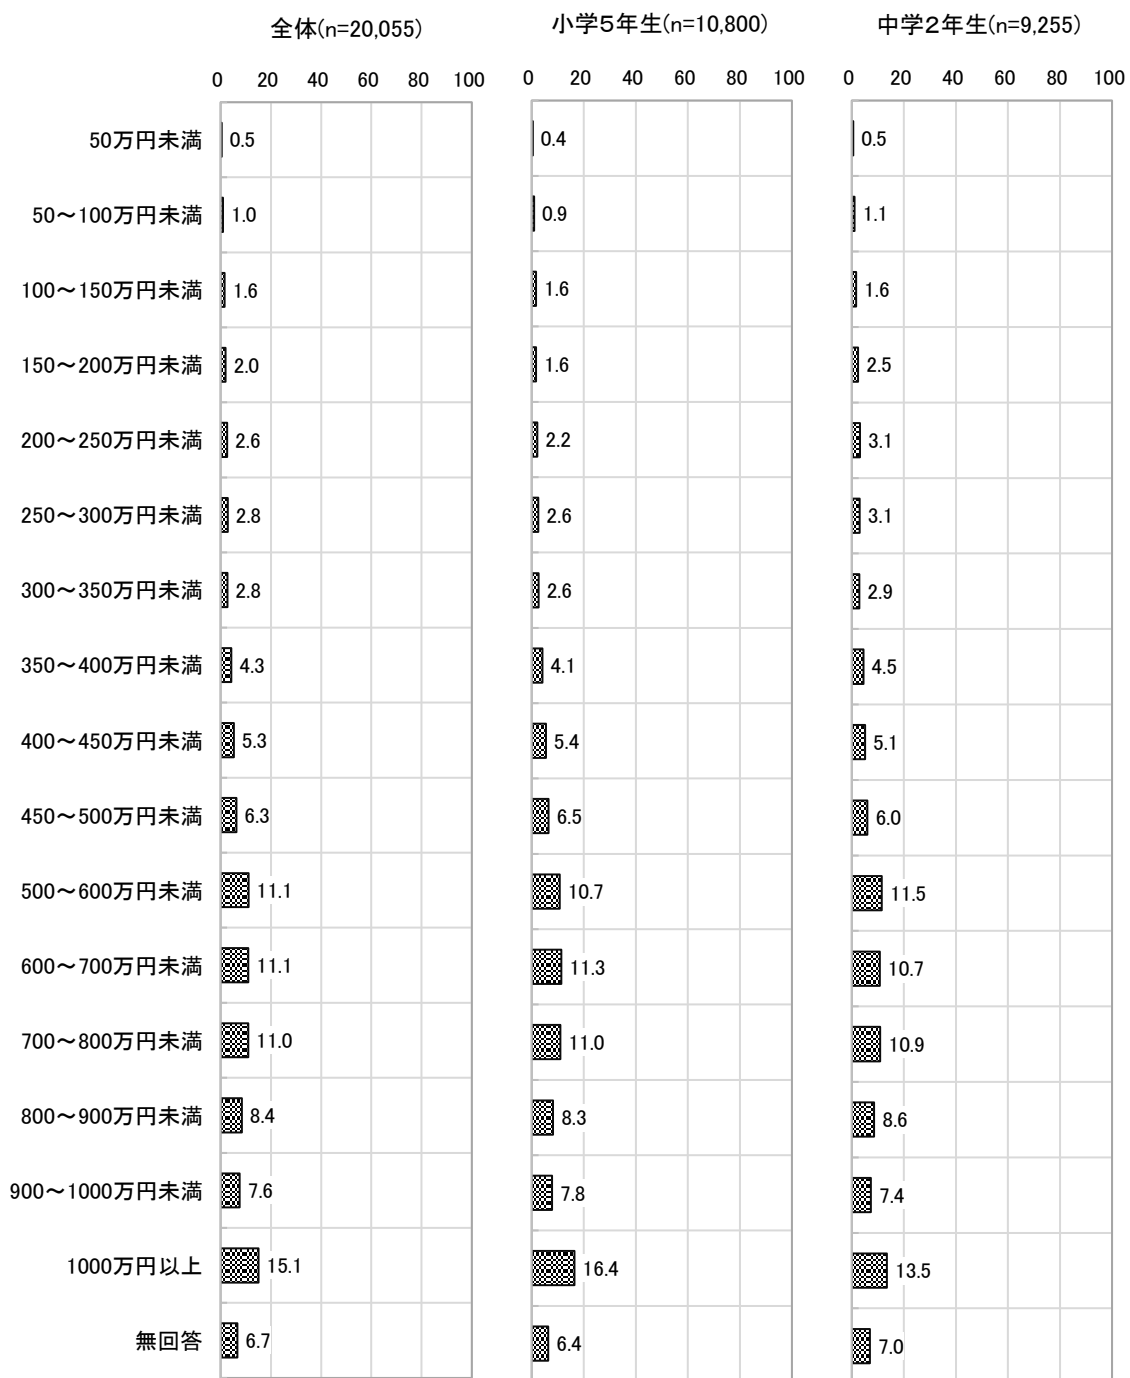 全体(n=20,055) 小学5年生(n=10,800) 中学2年生(n=9,255)
0 20 40 60 80 100 0 20 40 60 80 100 0 20 40 60 80 100
50万円未満 0.5 0.4 0.5
50～100万円未満 1.0 0.9 1.1
100～150万円未満 1.6 1.6 1.6
150～200万円未満 2.0 1.6 2.5
200～250万円未満 2.6 2.2 3.1
250～300万円未満 2.8 2.6 3.1
300～350万円未満 2.8 2.6 2.9
350～400万円未満 4.3 4.1 4.5
400～450万円未満 5.3 5.4 5.1
450～500万円未満 6.3 6.5 6.0
500～600万円未満 11.1 10.7 11.5
600～700万円未満 11.1 11.3 10.7
700～800万円未満 11.0 11.0 10.9
800～900万円未満 8.4 8.3 8.6
900～1000万円未満 7.6 7.8 7.4
1000万円以上 15.1 16.4 13.5
無回答 6.7 6.4 7.0